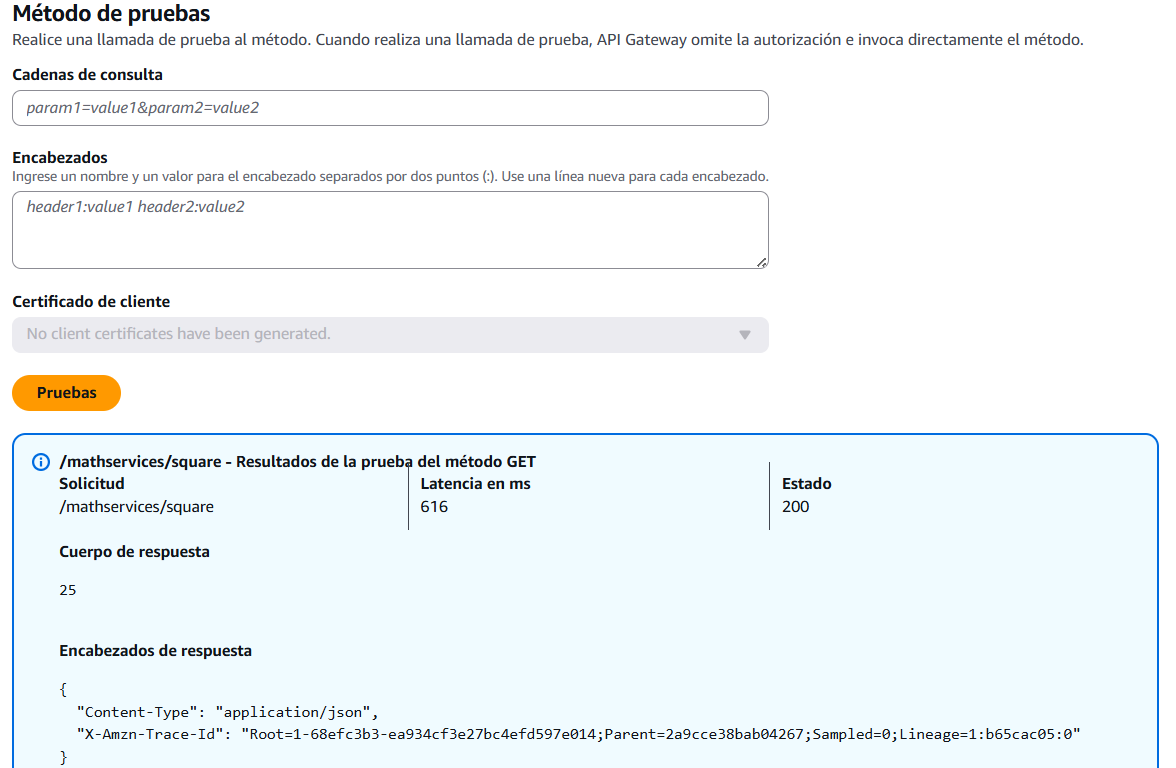 Método de pruebas
Realice una llamada de prueba al método. Cuando realiza una llamada de prueba, API Gateway omite la autorización e invoca directamente el método.
Cadenas de consulta
param1=value1&param2=value2
Encabezados
Ingrese un nombre y un valor para el encabezado separados por dos puntos (:). Use una línea nueva para cada encabezado.
header1:value1 header2:value2
Certificado de cliente
No client certificates have been generated.
Pruebas
/mathservices/square - Resultados de la prueba del método GET
Solicitud
/mathservices/square
Latencia en ms
616
Estado
200
Cuerpo de respuesta
25
Encabezados de respuesta
{
"Content-Type": "application/json",
"X-Amzn-Trace-Id": "Root=1-68efc3b3-ea934cf3e27bc4efd597e014;Parent=2a9cce38bab04267;Sampled=0;Lineage=1:b65cac05:0"
}